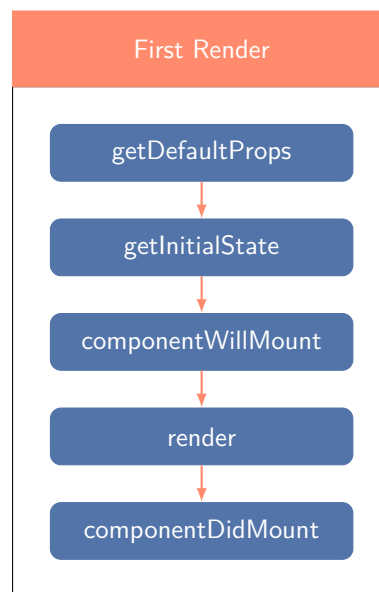 First Render
getDefaultProps
getInitialState
componentWillMount
render
componentDidMount